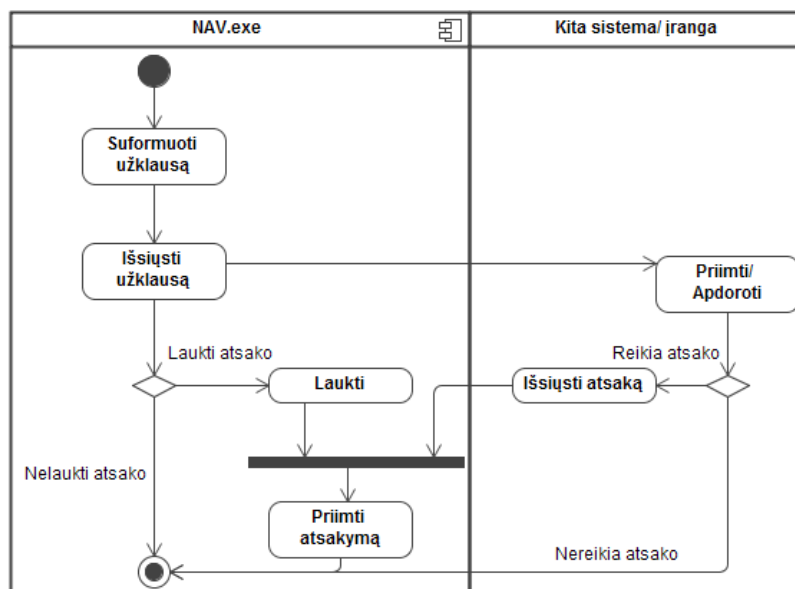 NAV.exe
Kita sistema/ įranga
Suformuoti
užklausą
Išsiųsti
užklausą
Priimti/
Apdoroti
Laukti atsako
Reikia atsako
Laukti
Išsiųsti atsaką
Nelaukti atsako
Priimti
atsakymą
Nereikia atsako